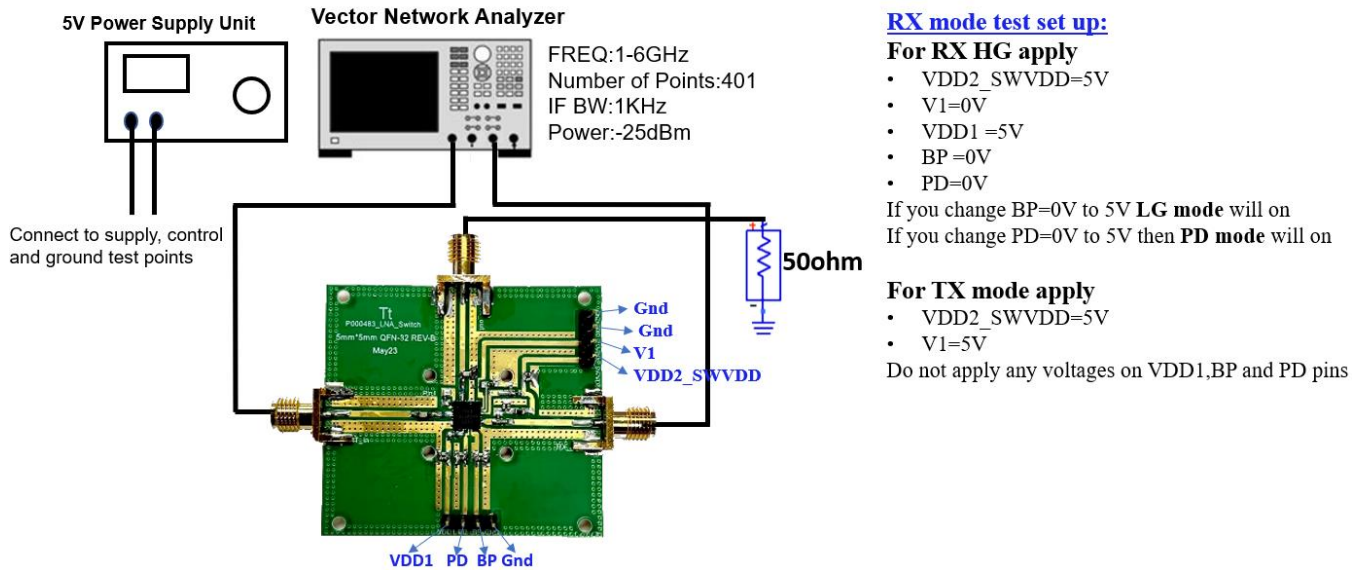 5V Power Supply Unit
Vector Network Analyzer
FREQ:1-6GHz
Number of Points:401
IF BW:1KHz
Power:-25dBm
Connect to supply, control
and ground test points
50ohm
Tt
P000483_LNA_Switch
5mm*5mm QFN-32 REV-B
May23
Gnd
Gnd
V1
VDD2_SWVDD
VDD1 PD BP Gnd
RX mode test set up:
For RX HG apply
• VDD2_SWVDD=5V
• V1=0V
• VDD1 =5V
• BP =0V
• PD=0V
If you change BP=0V to 5V LG mode will on
If you change PD=0V to 5V then PD mode will on
For TX mode apply
• VDD2_SWVDD=5V
• V1=5V
Do not apply any voltages on VDD1,BP and PD pins